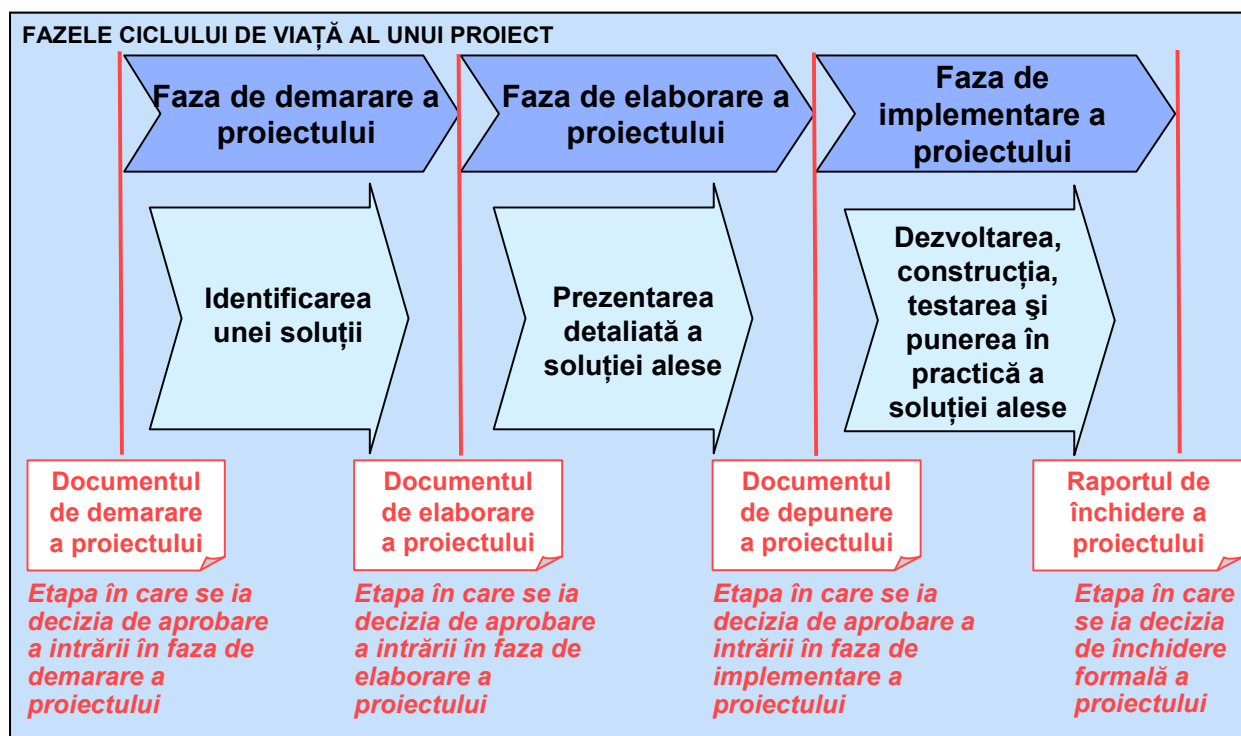 FAZELE CICLULUI DE VIAȚĂ AL UNUI PROIECT
Faza de demarare a
proiectului
Faza de elaborare a
proiectului
Faza de
implementare a
proiectului
Identificarea
unei soluții
Prezentarea
detaliată a
soluției alese
Dezvoltarea,
construcția,
testarea şi
punerea în
practică a
soluției alese
Documentul
de demarare
a proiectului
Documentul
de elaborare
a proiectului
Documentul
de depunere
a proiectului
Raportul de
închidere a
proiectului
Etapa în care se ia
decizia de aprobare
a intrării în faza de
demarare a
proiectului
Etapa în care se ia
decizia de aprobare
a intrării în faza de
elaborare a
proiectului
Etapa în care se ia
decizia de aprobare a
intrării în faza de
implementare a
proiectului
Etapa în care
se ia decizia
de închidere
formală a
proiectului